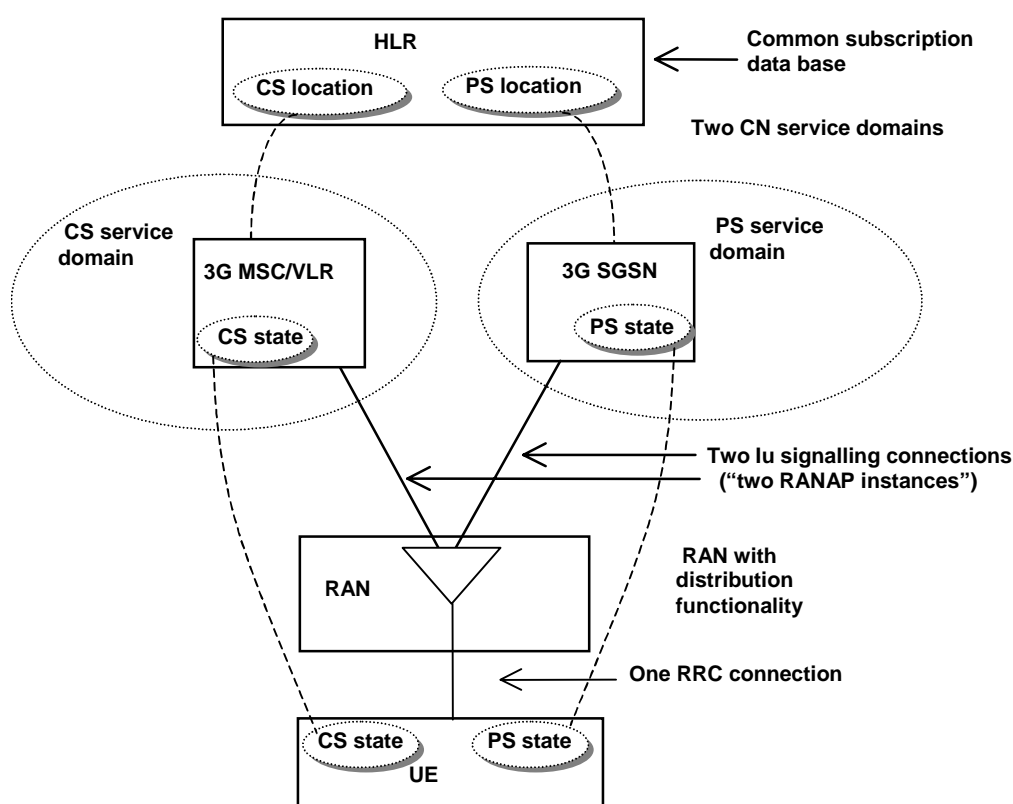 HLR
Common subscription
data base
CS location
PS location
Two CN service domains
CS service
domain
PS service
domain
3G MSC/VLR
3G SGSN
CS state
PS state
Two Iu signalling connections
(“two RANAP instances”)
RAN
RAN with
distribution
functionality
One RRC connection
CS state
PS state
UE